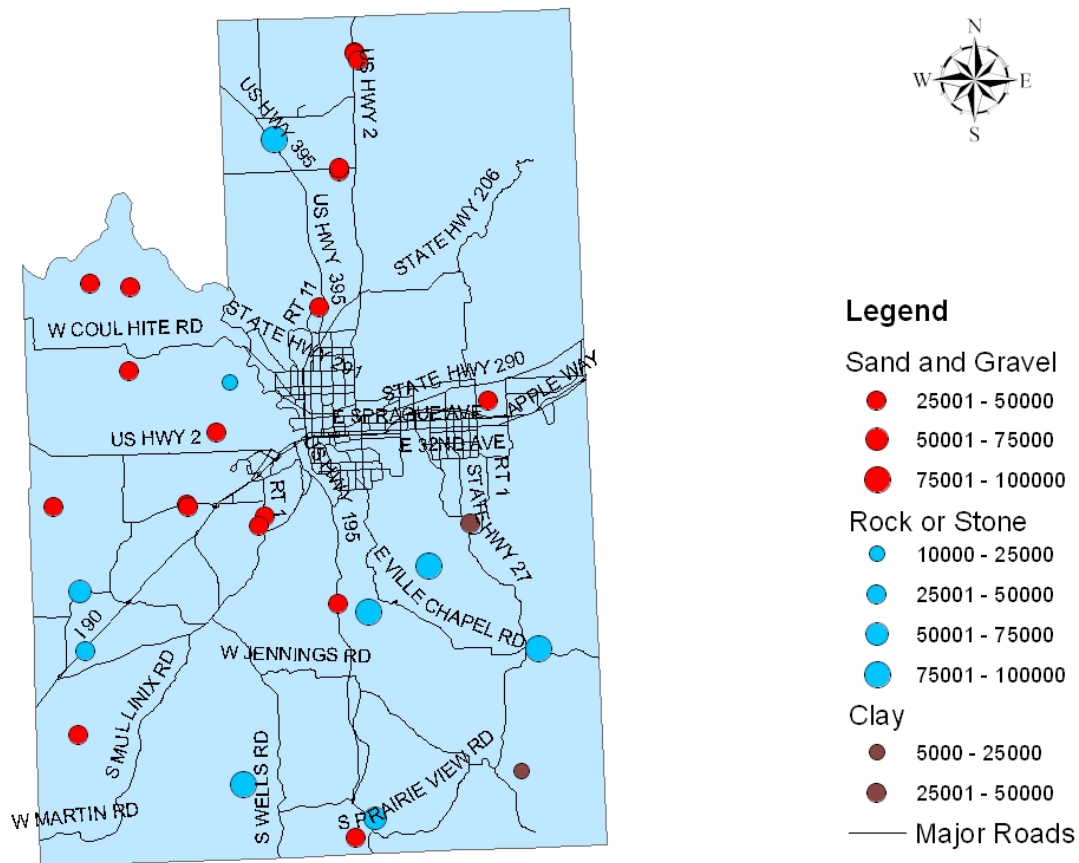 N
W E
S
US HWY 2
US HWY 395
STATE HWY 206
US HWY 395
RT 11
W COULHITE RD
STATE HWY 291
STATE HWY 290
APPLE WAY
E SPRAGUE AVE
US HWY 2
E 32ND AVE
US HWY 195
RT 1
RT 1
STATE HWY 27
E VILLE CHAPEL RD
I 90
W JENNINGS RD
S MULLINIX RD
S WELLS RD
S PRAIRIE VIEW RD
W MARTIN RD
Legend
Sand and Gravel
25001 - 50000
50001 - 75000
75001 - 100000
Rock or Stone
10000 - 25000
25001 - 50000
50001 - 75000
75001 - 100000
Clay
5000 - 25000
25001 - 50000
Major Roads